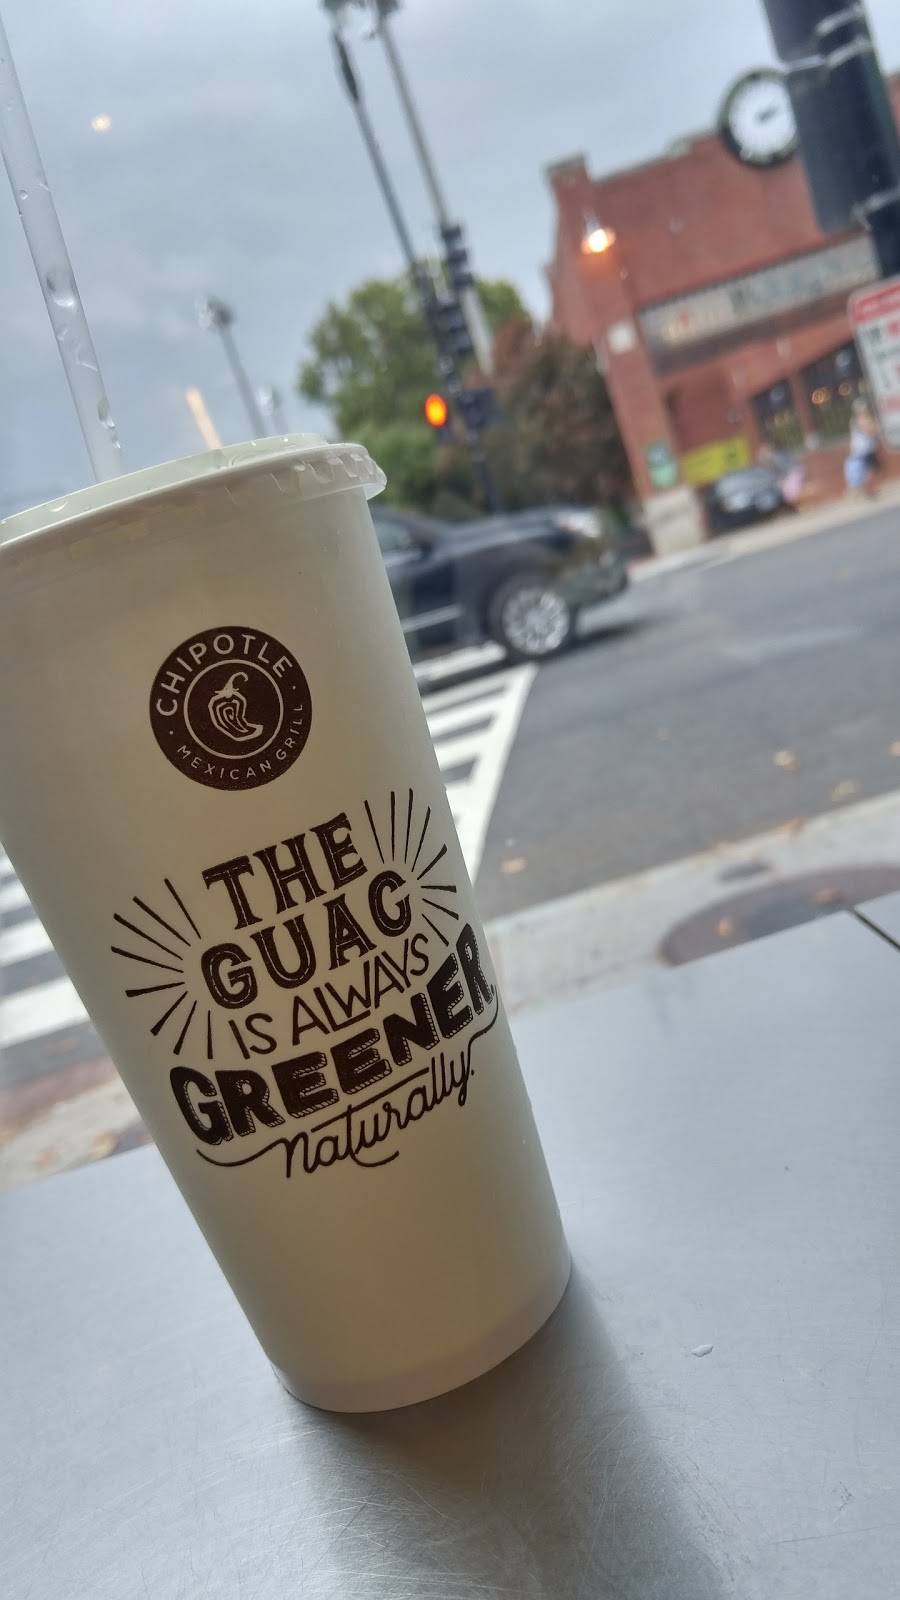 CHIPOTLE
MEXICAN GRILL
THE
GUAC
IS ALWAYS
GREENER.
naturally.